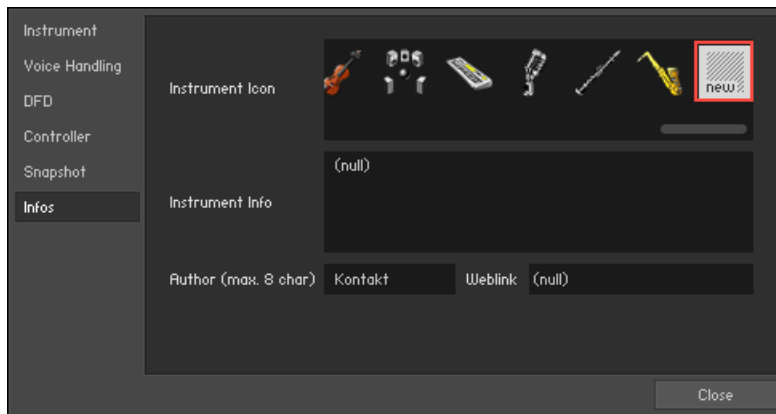 Instrument
Voice Handling
DFD
Controller
Snapshot
Infos
Instrument Icon
new
Instrument Info
(null)
Author (max. 8 char)
Kontakt
Weblink
(null)
Close